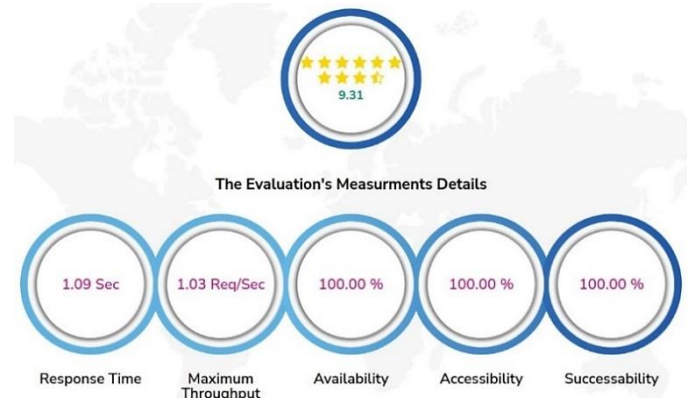 9.31
The Evaluation's Measurments Details
1.09 Sec
1.03 Req/Sec
100.00 %
100.00 %
100.00 %
Response Time
Maximum
Throughput
Availability
Accessibility
Successability